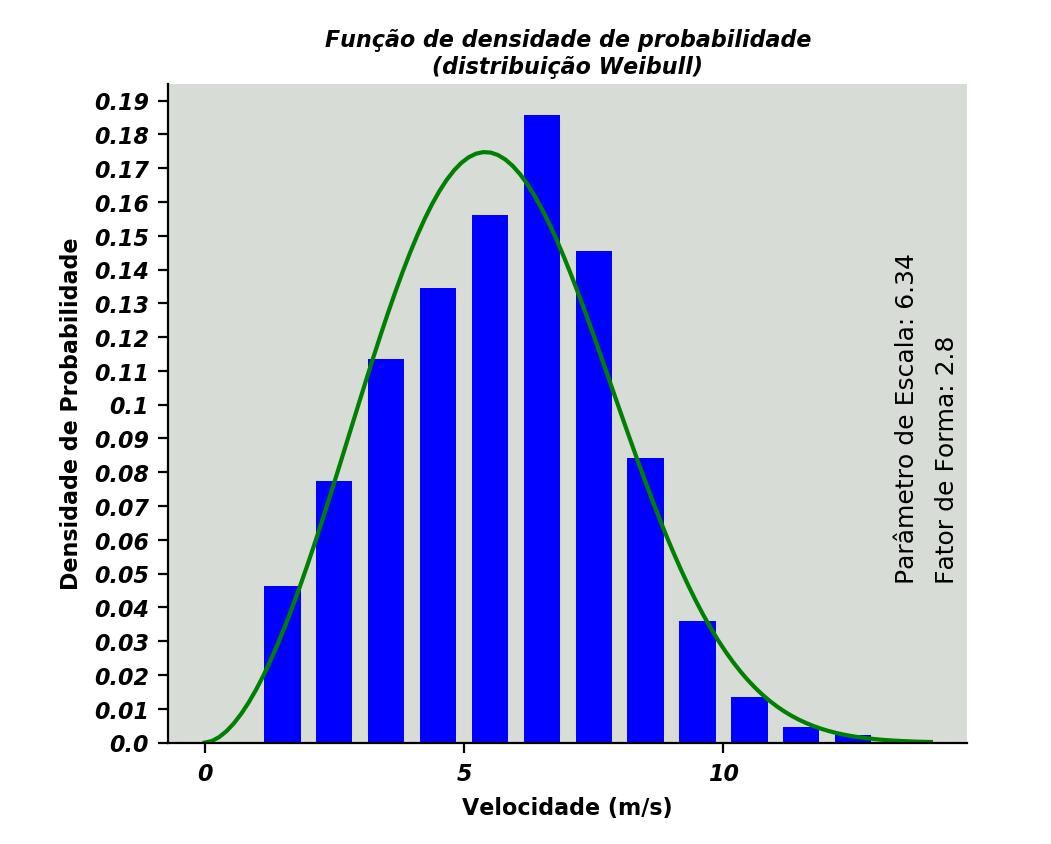 Função de densidade de probabilidade
(distribuição Weibull)
Densidade de Probabilidade
0.19
0.18
0.17
0.16
0.15
0.14
0.13
0.12
0.11
0.1
0.09
0.08
0.07
0.06
0.05
0.04
0.03
0.02
0.01
0.0
Parâmetro de Escala: 6.34
Fator de Forma: 2.8
0 5 10
Velocidade (m/s)